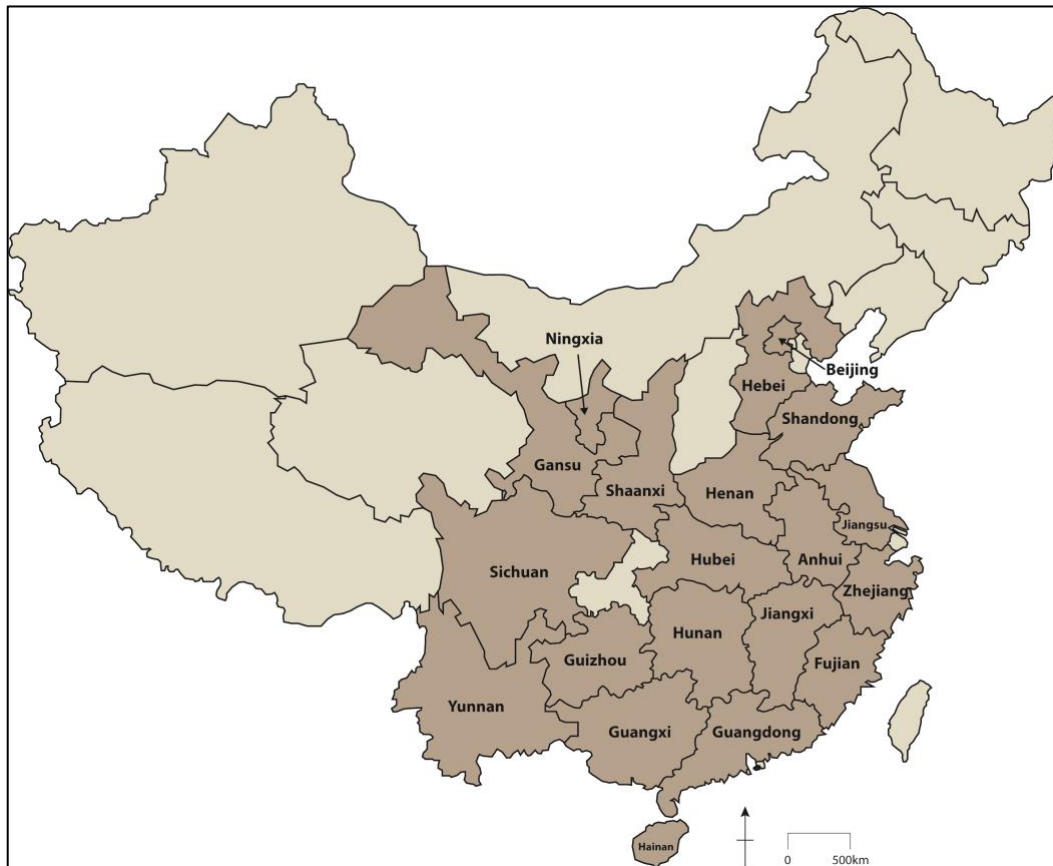 Ningxia
Beijing
Hebei
Shandong
Gansu
Shaanxi
Henan
Jiangsu
Sichuan
Hubei
Anhui
Zhejiang
Jiangxi
Hunan
Guizhou
Fujian
Yunnan
Guangxi
Guangdong
Hainan
0 500km